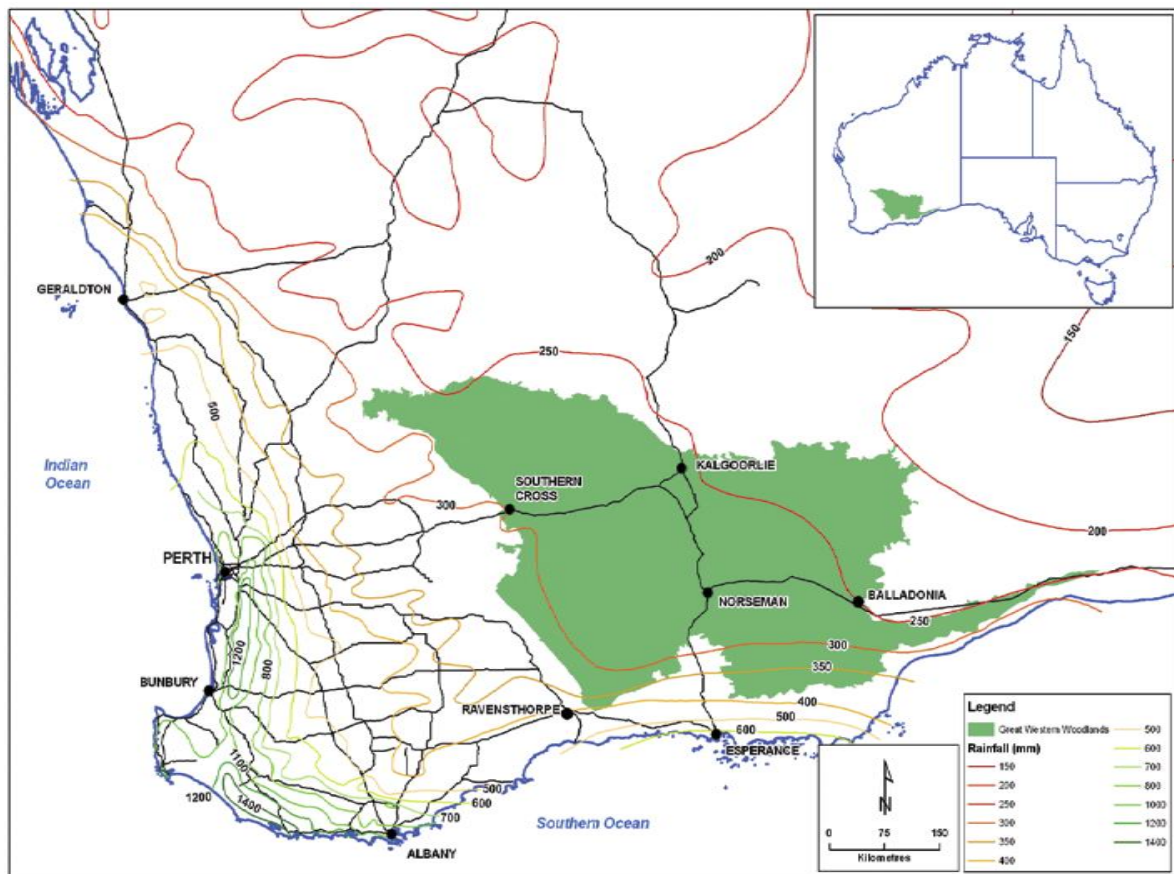 GERALDTON
Indian
Ocean
PERTH
BUNBURY
ALBANY
SOUTHERN
CROSS
KALGOORLIE
NORSEMAN
BALLADONIA
RAVENSTHORPE
ESPERANCE
Southern Ocean
200
150
250
200
500
300
250
300
350
400
500
600
1200
800
1100
1200
1400
500
600
700
N
0 75 150
Kilometres
Legend
Great Western Woodlands
Rainfall (mm)
150
200
250
300
350
400
500
600
700
800
1000
1200
1400